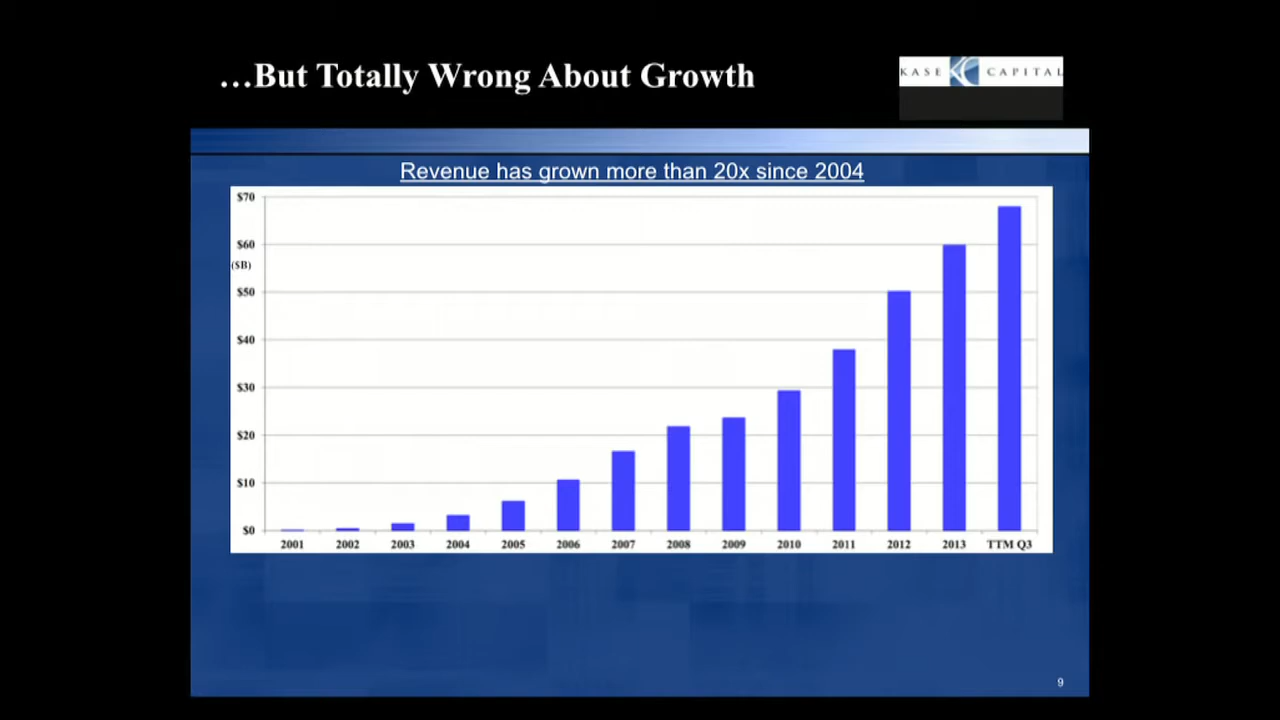 …But Totally Wrong About Growth
KASE CAPITAL
Revenue has grown more than 20x since 2004
$70
$60
($B)
$50
$40
$30
$20
$10
$0
2001 2002 2003 2004 2005 2006 2007 2008 2009 2010 2011 2012 2013 TTM Q3
9